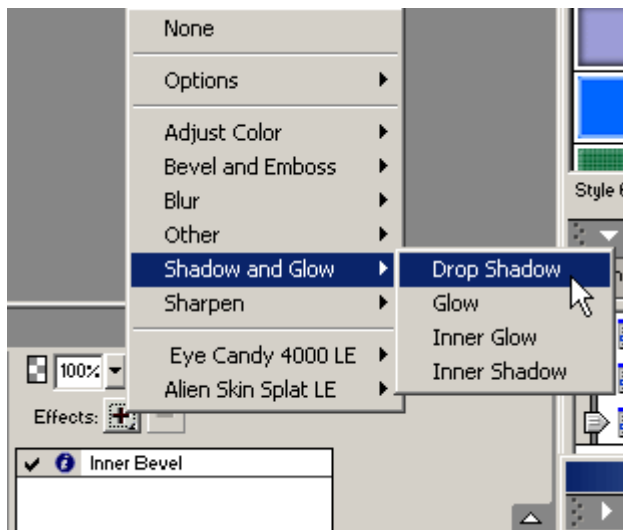 None
Options
Adjust Color
Bevel and Emboss
Blur
Other
Shadow and Glow
Sharpen
Eye Candy 4000 LE
Alien Skin Splat LE
Drop Shadow
Glow
Inner Glow
Inner Shadow
Style
100%
Effects:
Inner Bevel